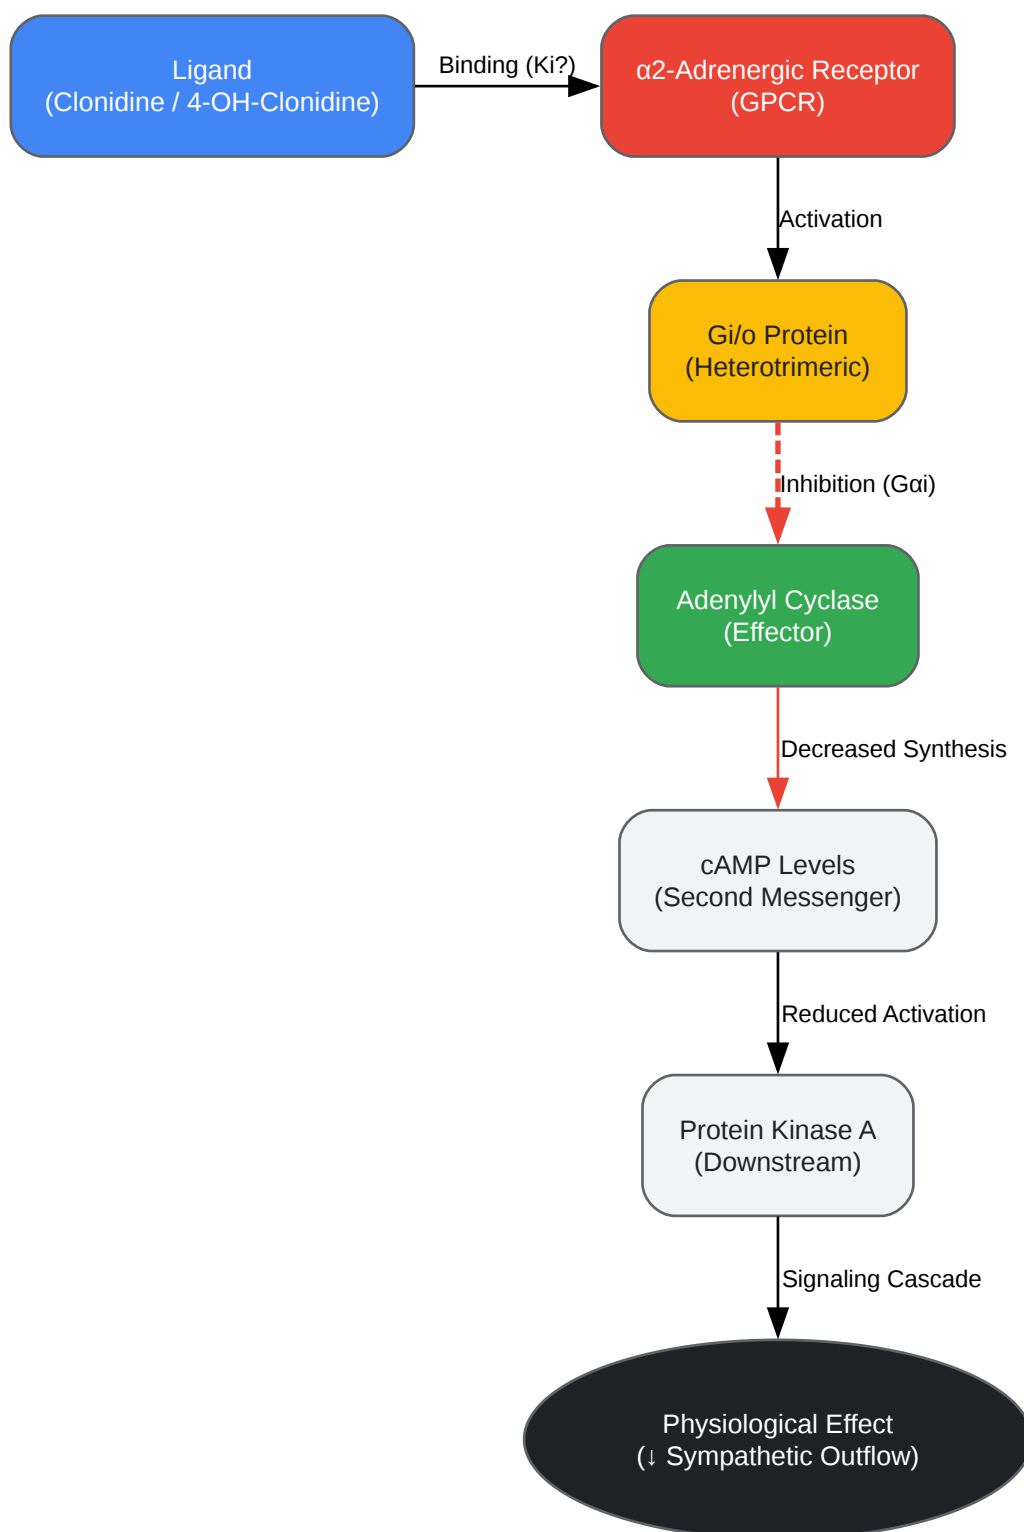 Ligand
(Clonidine / 4-OH-Clonidine)
Binding (Ki?)
α2-Adrenergic Receptor
(GPCR)
Activation
Gi/o Protein
(Heterotrimeric)
Inhibition (Gαi)
Adenylyl Cyclase
(Effector)
Decreased Synthesis
cAMP Levels
(Second Messenger)
Reduced Activation
Protein Kinase A
(Downstream)
Signaling Cascade
Physiological Effect
(↓ Sympathetic Outflow)